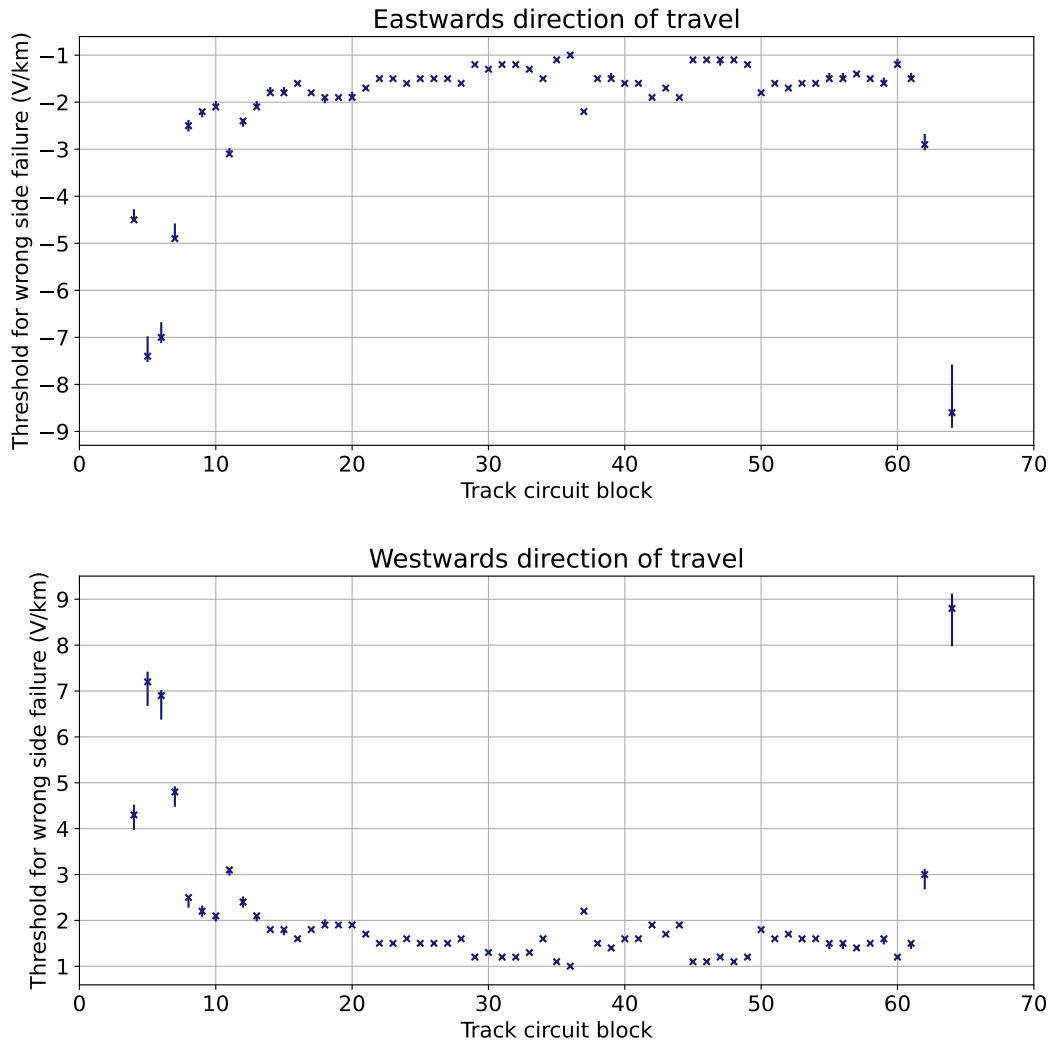 Eastwards direction of travel
Threshold for wrong side failure (V/km)
−1
−2
−3
−4
−5
−6
−7
−8
−9
0 10 20 30 40 50 60 70
Track circuit block
Westwards direction of travel
Threshold for wrong side failure (V/km)
9
8
7
6
5
4
3
2
1
0 10 20 30 40 50 60 70
Track circuit block